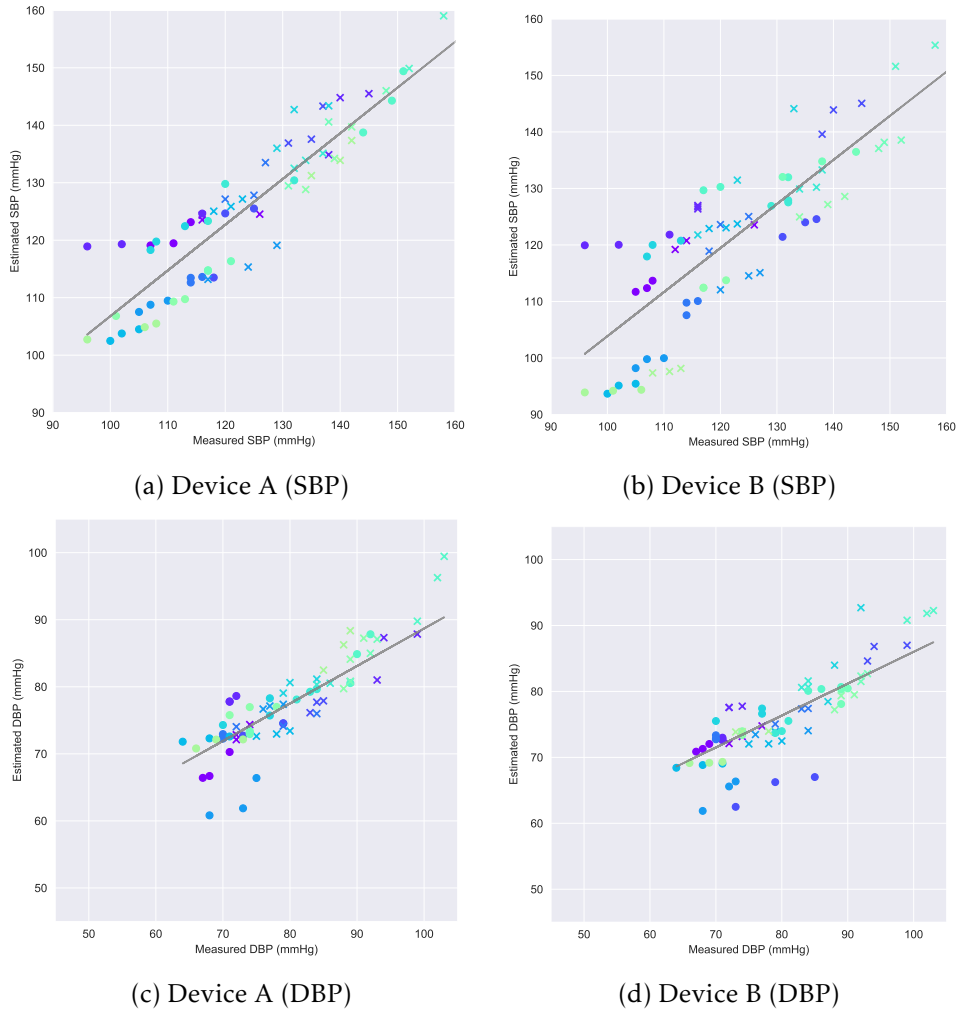 160
150
140
130
120
110
100
90
Estimated SBP (mmHg)
90 100 110 120 130 140 150 160
Measured SBP (mmHg)
(a) Device A (SBP)
160
150
140
130
120
110
100
90
Estimated SBP (mmHg)
90 100 110 120 130 140 150 160
Measured SBP (mmHg)
(b) Device B (SBP)
100
90
80
70
60
50
Estimated DBP (mmHg)
50 60 70 80 90 100
Measured DBP (mmHg)
(c) Device A (DBP)
100
90
80
70
60
50
Estimated DBP (mmHg)
50 60 70 80 90 100
Measured DBP (mmHg)
(d) Device B (DBP)